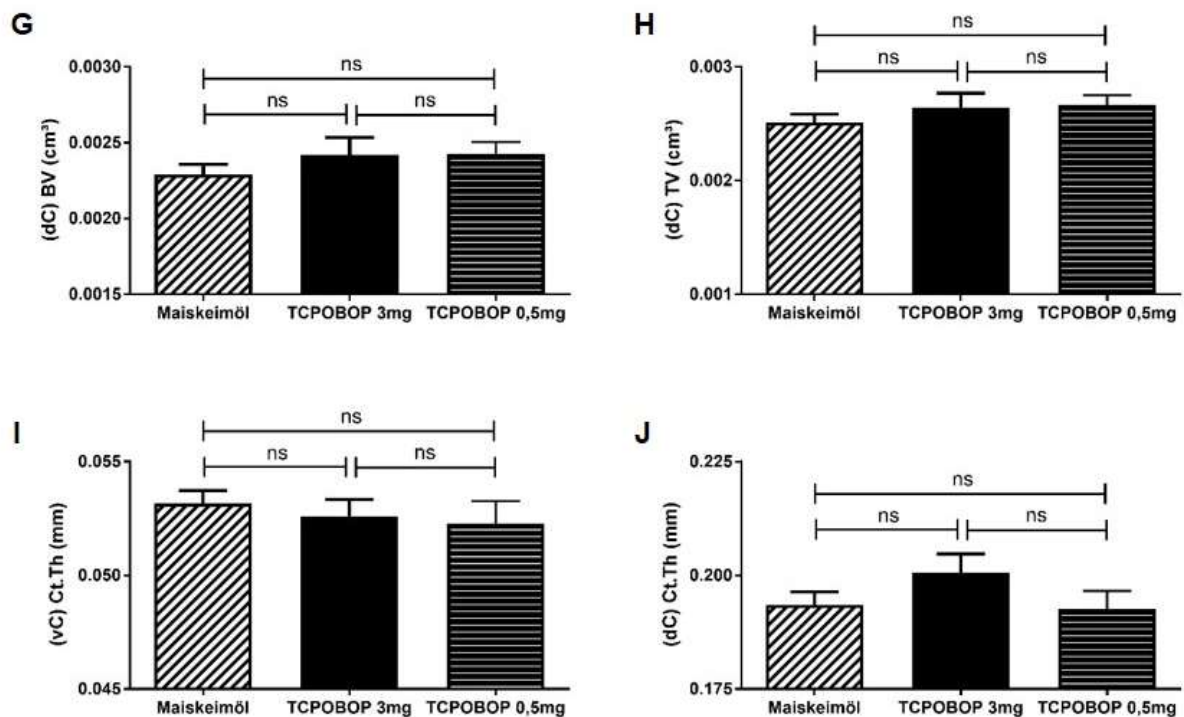 G
(dC) BV (cm³)
0.0030
0.0025
0.0020
0.0015
ns
ns
ns
Maiskeimöl TCPOBOP 3mg TCPOBOP 0,5mg
H
(dC) TV (cm³)
0.003
0.002
0.001
ns
ns
ns
Maiskeimöl TCPOBOP 3mg TCPOBOP 0,5mg
I
(vC) Ct.Th (mm)
0.055
0.050
0.045
ns
ns
ns
Maiskeimöl TCPOBOP 3mg TCPOBOP 0,5mg
J
(dC) Ct.Th (mm)
0.225
0.200
0.175
ns
ns
ns
Maiskeimöl TCPOBOP 3mg TCPOBOP 0,5mg